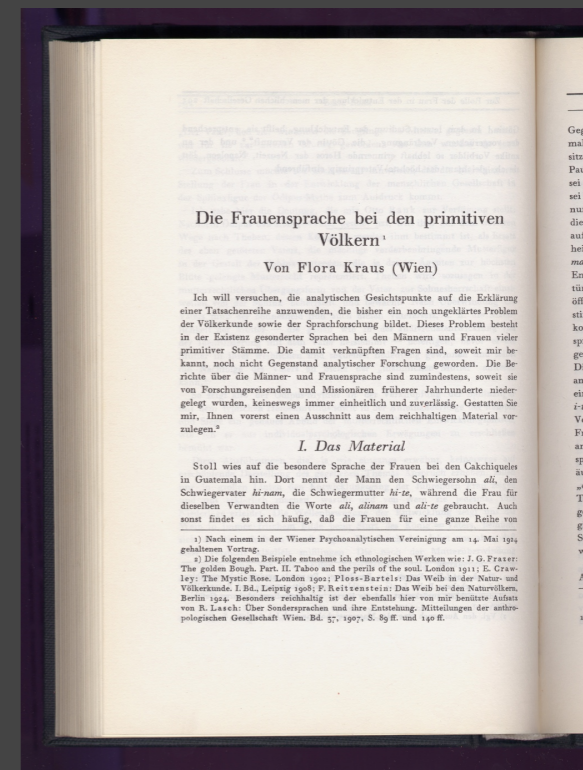 Die Frauensprache bei den primitiven
Völkern¹
Von Flora Kraus (Wien)
Ich will versuchen, die analytischen Gesichtspunkte auf die Erklärung
einer Tatsachenreihe anzuwenden, die bisher ein noch ungeklärtes Problem
der Völkerkunde sowie der Sprachforschung bildet. Dieses Problem besteht
in der Existenz gesonderter Sprachen bei den Männern und Frauen vieler
primitiver Stämme. Die damit verknüpften Fragen sind, soweit mir be-
kannt, noch nicht Gegenstand analytischer Forschung geworden. Die Be-
richte über die Männer- und Frauensprache sind zumindestens, soweit sie
von Forschungsreisenden und Missionären früherer Jahrhunderte nieder-
gelegt wurden, keineswegs immer einheitlich und zuverlässig. Gestatten Sie
mir, Ihnen vorerst einen Ausschnitt aus dem reichhaltigen Material vor-
zulegen.²
I. Das Material
Stoll wies auf die besondere Sprache der Frauen bei den Cakchiqueles
in Guatemala hin. Dort nennt der Mann den Schwiegersohn ali, den
Schwiegervater hi-nam, die Schwiegermutter hi-te, während die Frau für
dieselben Verwandten die Worte ali, alinam und ali-te gebraucht. Auch
sonst findet es sich häufig, daß die Frauen für eine ganze Reihe von
1) Nach einem in der Wiener Psychoanalytischen Vereinigung am 14. Mai 1924
gehaltenen Vortrag.
2) Die folgenden Beispiele entnehme ich ethnologischen Werken wie: J. G. Frazer:
The golden Bough. Part. II. Taboo and the perils of the soul. London 1911; E. Craw-
ley: The Mystic Rose. London 1902; Ploss-Bartels: Das Weib in der Natur- und
Völkerkunde. I. Bd., Leipzig 1908; F. Reitzenstein: Das Weib bei den Naturvölkern.
Berlin 1924. Besonders reichhaltig ist der ebenfalls hier von mir benützte Aufsatz
von R. Lasch: Über Sondersprachen und ihre Entstehung. Mitteilungen der anthro-
pologischen Gesellschaft Wien. Bd. 37, 1907, S. 89 ff. und 140 ff.